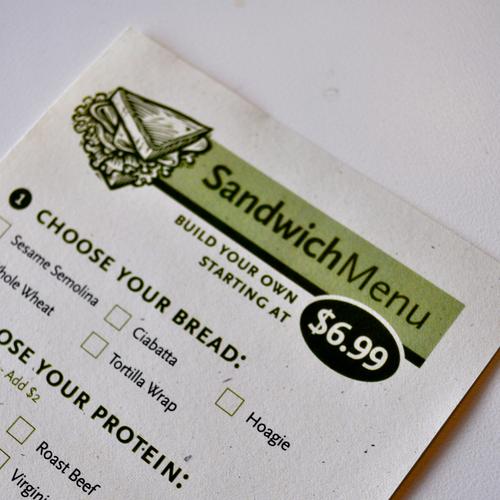 SandwichMenu
BUILD YOUR OWN
STARTING AT
$6.99
1 CHOOSE YOUR BREAD:
Sesame Semolina
Ciabatta
Hoagie
Wheat
Tortilla Wrap
YOUR PROTEIN:
Add $2
Roast Beef